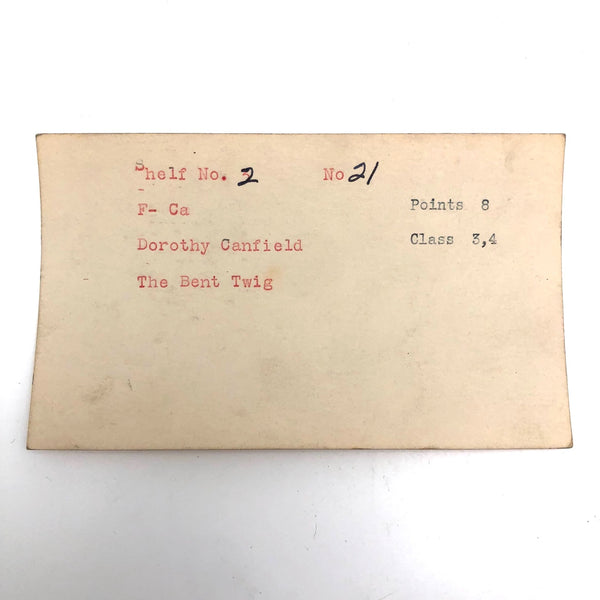 Shelf No. 2 No 21
F- Ca Points 8
Dorothy Canfield Class 3,4
The Bent Twig